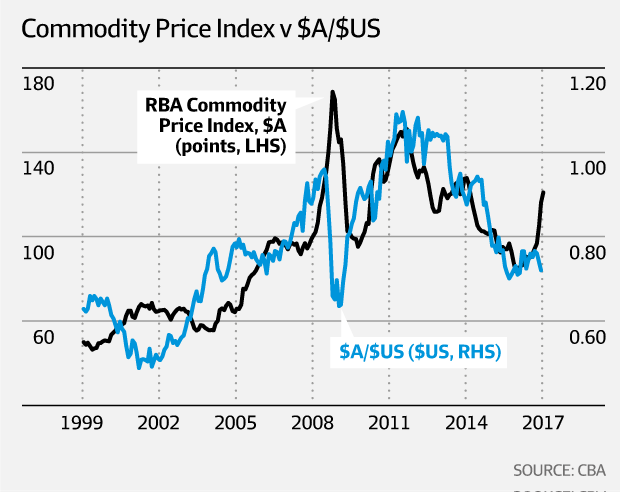 Commodity Price Index v $A/$US
180
1.20
RBA Commodity
Price Index, $A
(points, LHS)
140
1.00
100
0.80
60
0.60
$A/$US ($US, RHS)
1999 2002 2005 2008 2011 2014 2017
SOURCE: CBA